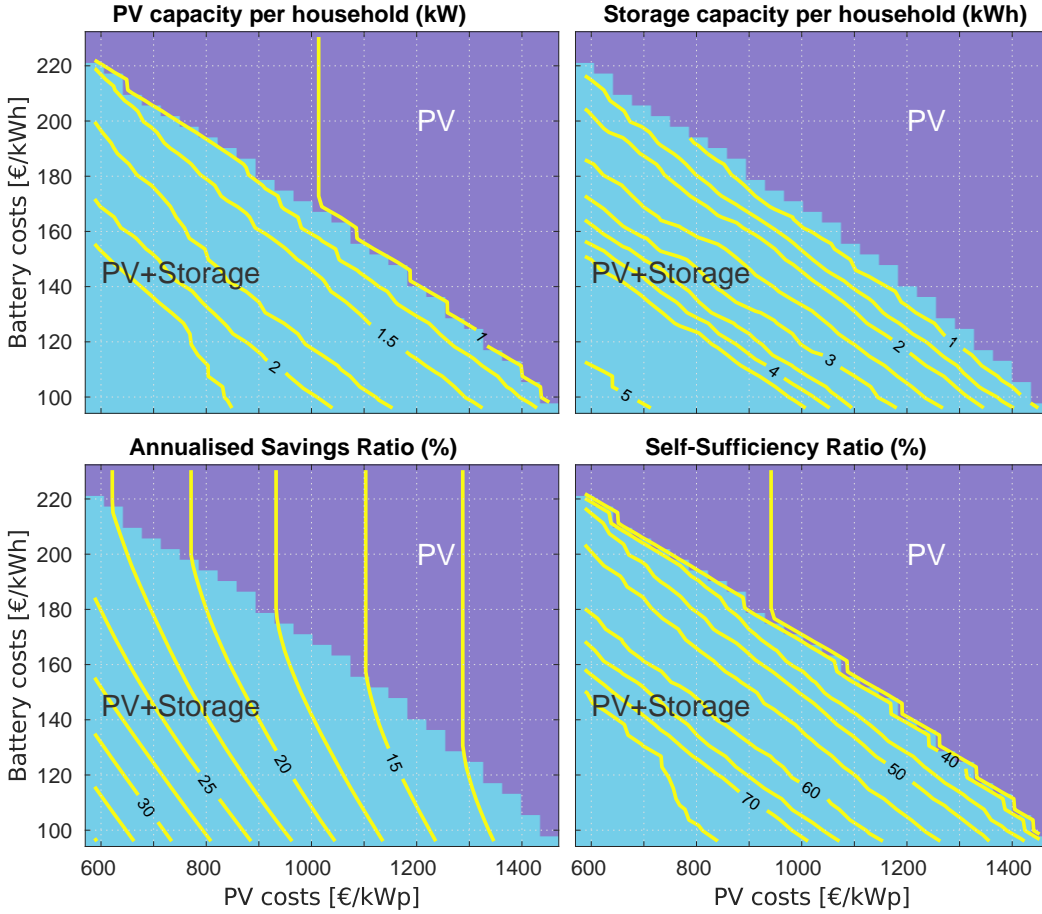 PV capacity per household (kW)
Storage capacity per household (kWh)
Battery costs [€/kWh]
220
200
180
160
140
120
100
PV
PV+Storage
1
1.5
2
PV
PV+Storage
1
2
3
4
5
Annualised Savings Ratio (%)
Self-Sufficiency Ratio (%)
Battery costs [€/kWh]
220
200
180
160
140
120
100
PV
PV+Storage
15
20
25
30
PV
PV+Storage
40
50
60
70
600 800 1000 1200 1400
600 800 1000 1200 1400
PV costs [€/kWp]
PV costs [€/kWp]